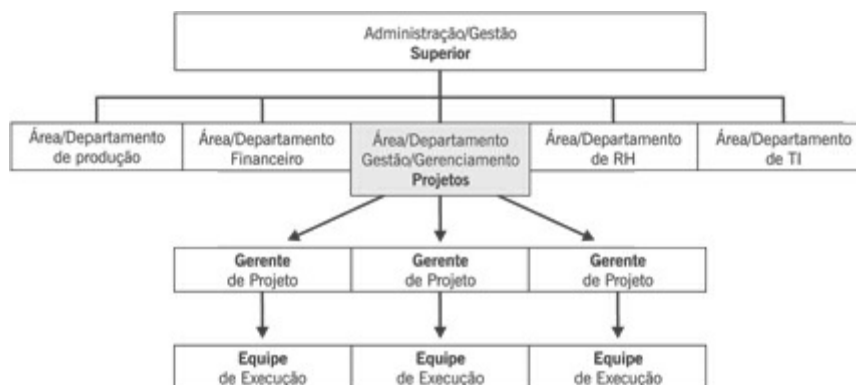 Administração/Gestão
Superior
Área/Departamento
de produção
Área/Departamento
Financeiro
Área/Departamento
Gestão/Gerenciamento
Projetos
Área/Departamento
de RH
Área/Departamento
de TI
Gerente
de Projeto
Gerente
de Projeto
Gerente
de Projeto
Equipe
de Execução
Equipe
de Execução
Equipe
de Execução